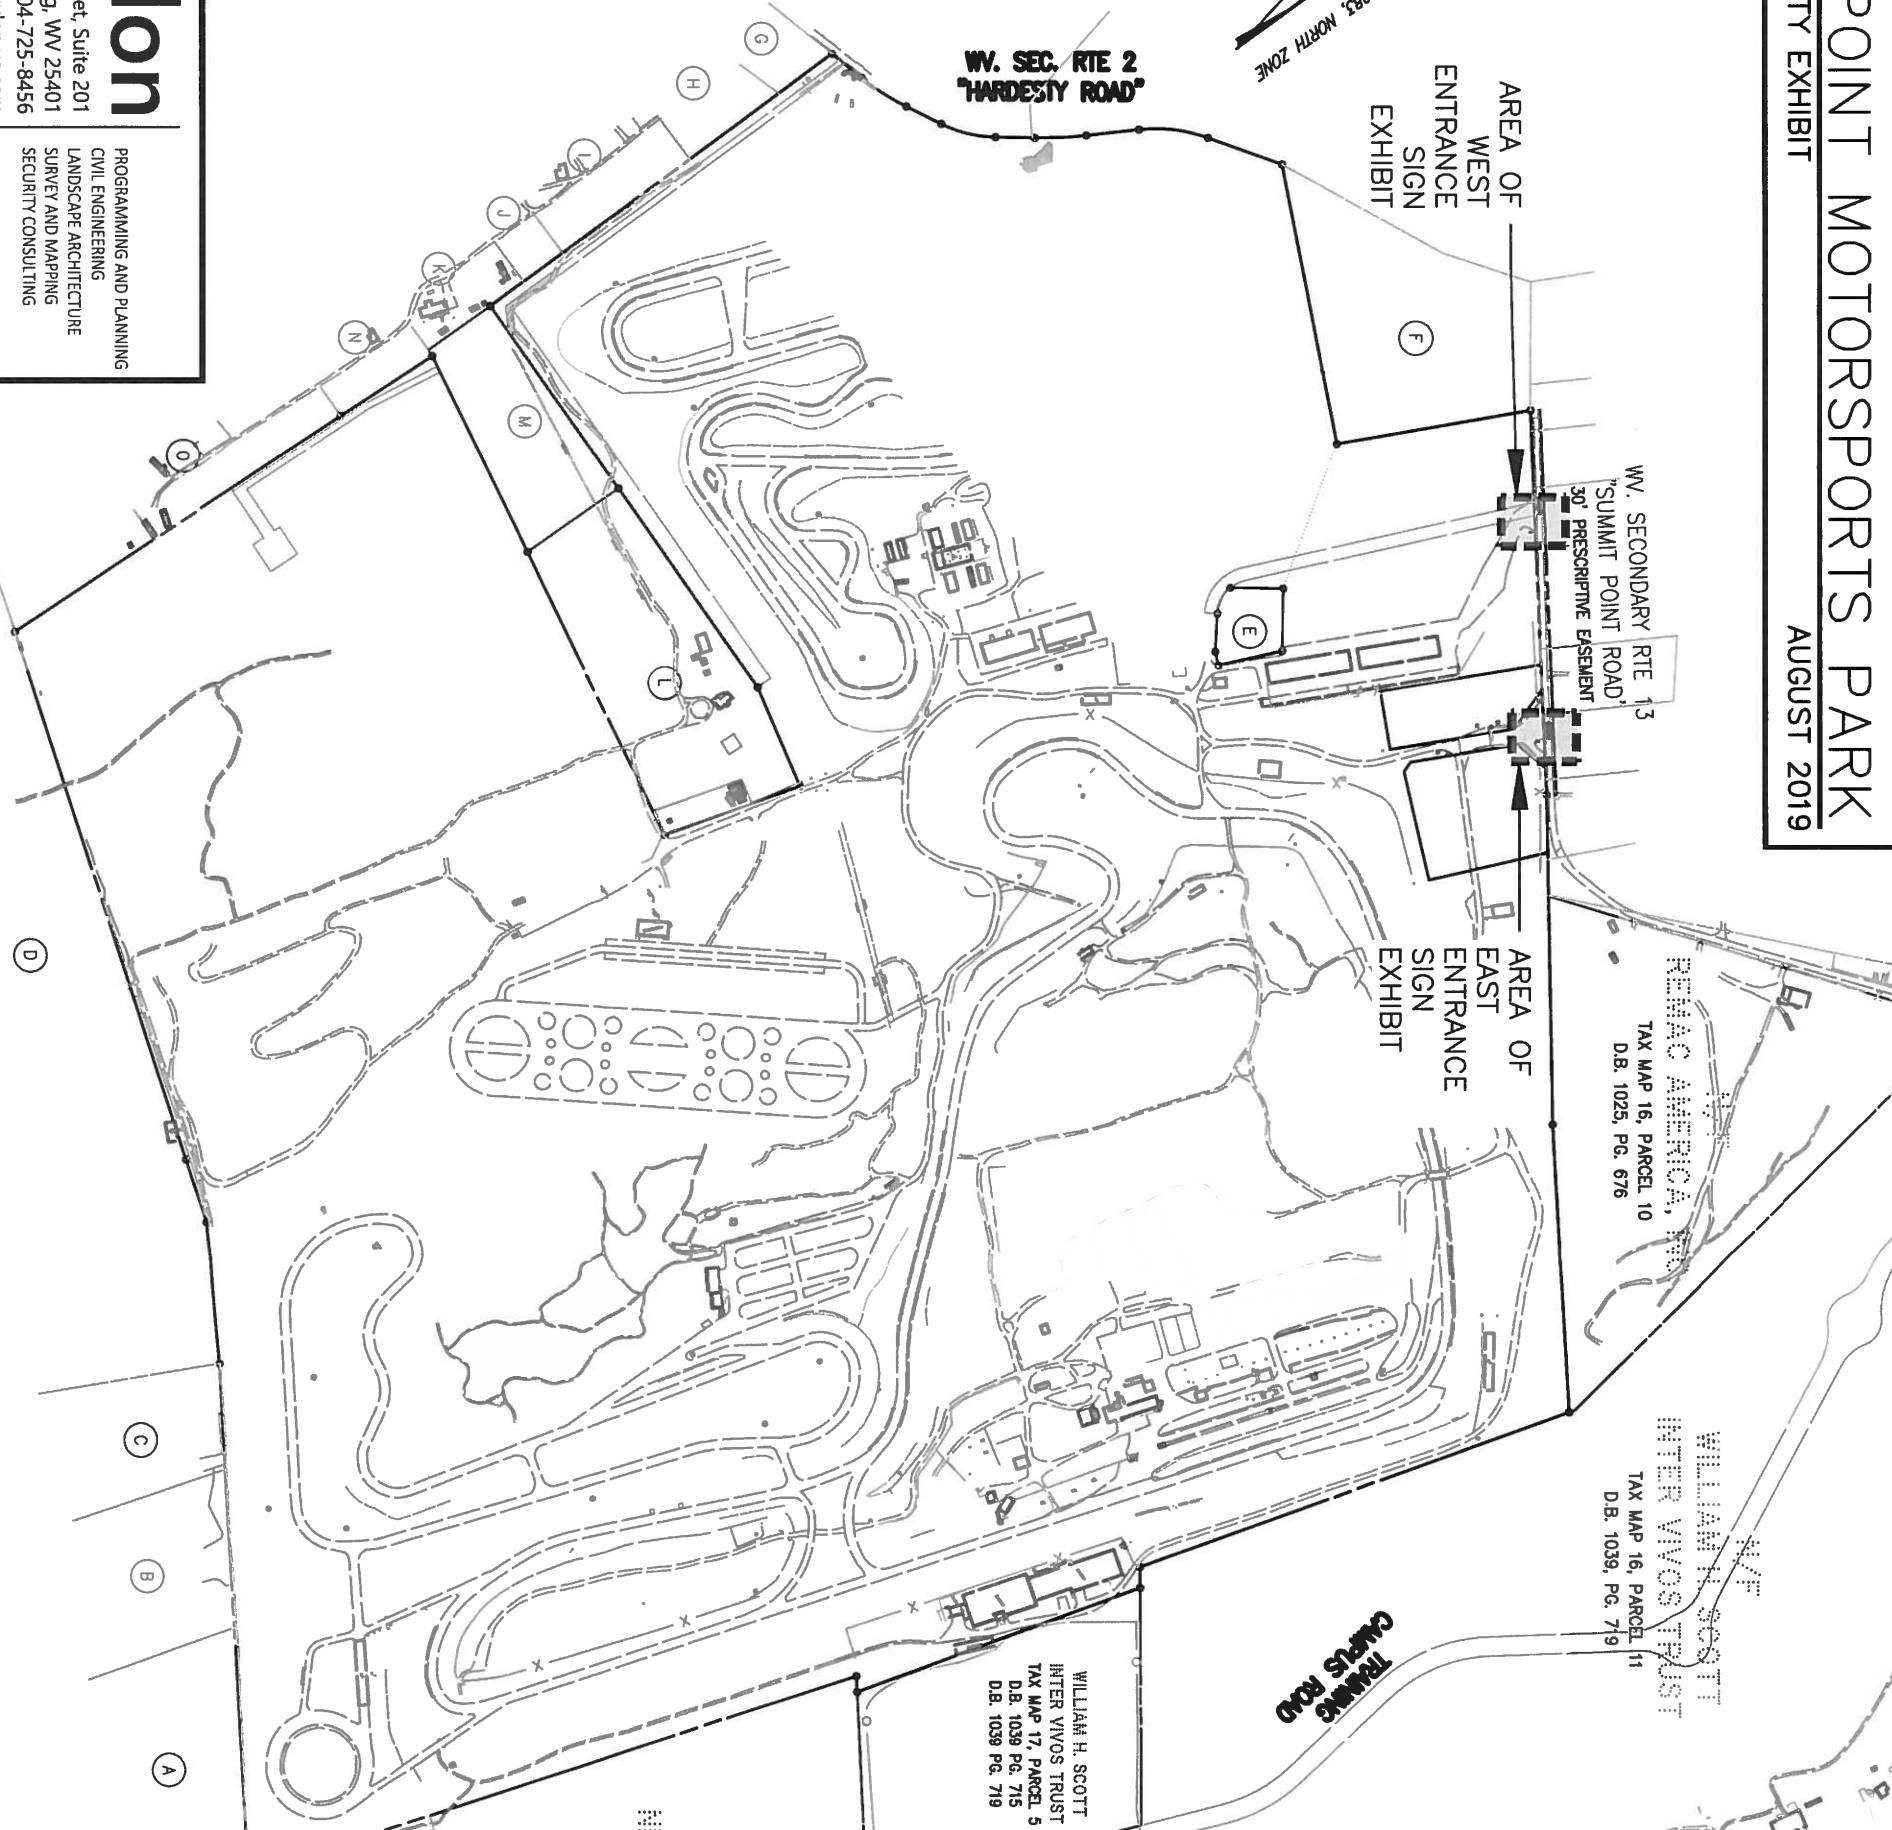 POINT MOTORSPORTS PARK
TY EXHIBIT
AUGUST 2019
NORTH ZONE
WV. SEC. RTE 2
"HARDESTY ROAD"
AREA OF
WEST
ENTRANCE
SIGN
EXHIBIT
WV. SECONDARY RTE 13
"SUMMIT POINT ROAD,
30' PRESCRIPTIVE EASEMENT
AREA OF
EAST
ENTRANCE
SIGN
EXHIBIT
REMAC AMERICA, INC
TAX MAP 16, PARCEL 10
D.B. 1025, PG. 676
N/F
WILLIAM H SCOTT
INTER VIVOS TRUST
TAX MAP 16, PARCEL 11
D.B. 1039, PG. 719
TRAINING
CAMPUS ROAD
WILLIAM H. SCOTT
INTER VIVOS TRUST
TAX MAP 17, PARCEL 5
D.B. 1039 PG. 715
D.B. 1039 PG. 719
lon
et, Suite 201
g, WV 25401
04-725-8456
PROGRAMMING AND PLANNING
CIVIL ENGINEERING
LANDSCAPE ARCHITECTURE
SURVEY AND MAPPING
SECURITY CONSULTING
G
H
I
J
K
N
M
O
L
F
E
D
C
B
A